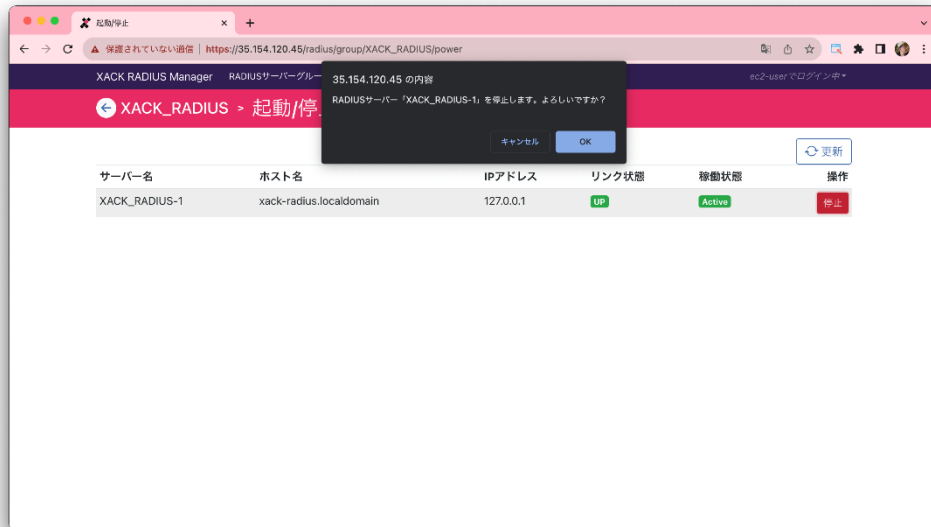 起動/停止
保護されていない通信 | https://35.154.120.45/radius/group/XACK_RADIUS/power
XACK RADIUS Manager RADIUSサーバーグルー ec2-userでログイン中
XACK_RADIUS > 起動/停
35.154.120.45 の内容
RADIUSサーバー「XACK_RADIUS-1」を停止します。よろしいですか？
キャンセル OK
更新
サーバー名 ホスト名 IPアドレス リンク状態 稼働状態 操作
XACK_RADIUS-1 xack-radius.localdomain 127.0.0.1 UP Active 停止